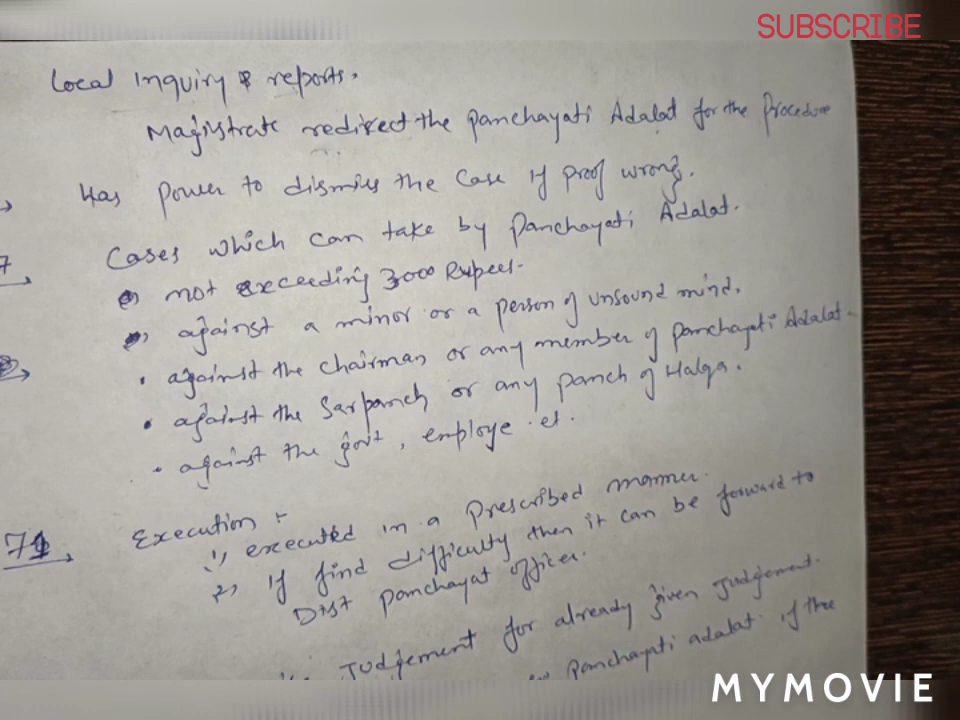 SUBSCRIBE
Local Inquiry & reports.
Magistrate redirect the Panchayati Adalat for the Procedure
Has power to dismiss the case if proof wrong.
7 Cases which can take by Panchayati Adalat.
not exceeding 3000 Rupees.
against a minor or a person of unsound mind.
• against the chairman or any member of Panchayati Adalat.
• against the Sarpanch or any panch of Halqa.
• against the govt, employe et.
71, Execution :-
1, executed in a prescribed manner.
2, If find difficulty then it can be forward to
Dist panchayat officer.
Judgement for already given Judgement.
Panchayati adalat if the
MYMOVIE